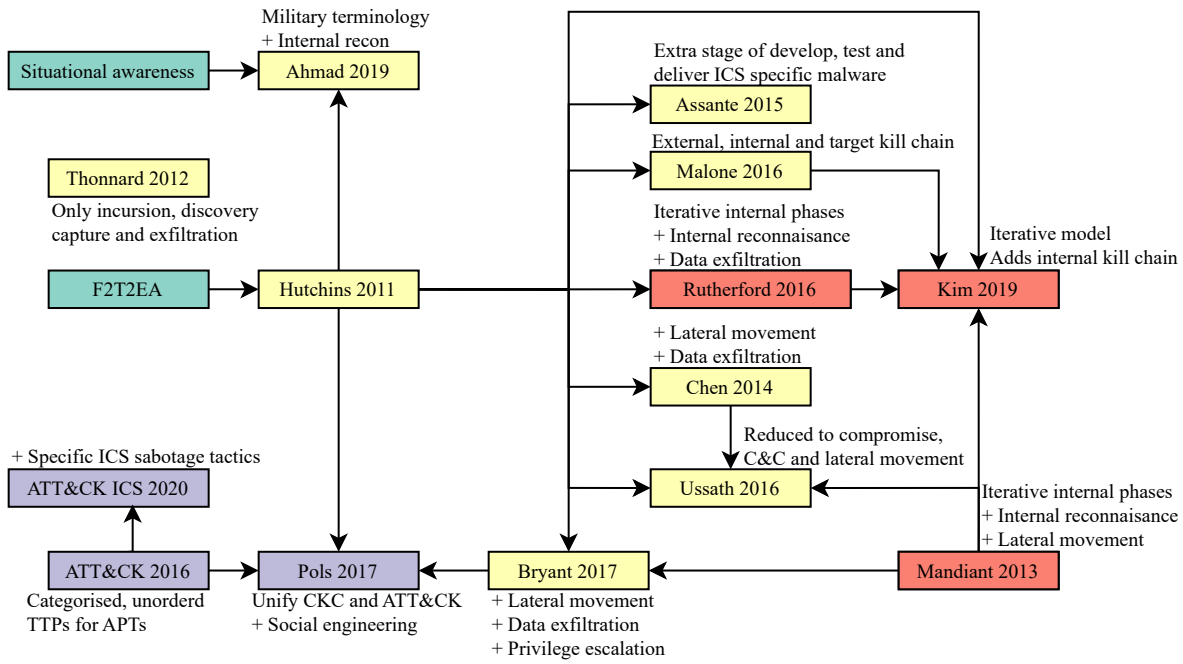 Military terminology
+ Internal recon
Situational awareness
Ahmad 2019
Extra stage of develop, test and
deliver ICS specific malware
Assante 2015
External, internal and target kill chain
Malone 2016
Thonnard 2012
Only incursion, discovery
capture and exfiltration
Iterative internal phases
+ Internal reconnaisance
+ Data exfiltration
Iterative model
Adds internal kill chain
F2T2EA
Hutchins 2011
Rutherford 2016
Kim 2019
+ Lateral movement
+ Data exfiltration
Chen 2014
Reduced to compromise,
C&C and lateral movement
+ Specific ICS sabotage tactics
ATT&CK ICS 2020
Ussath 2016
Iterative internal phases
+ Internal reconnaisance
+ Lateral movement
ATT&CK 2016
Categorised, unorderd
TTPs for APTs
Pols 2017
Unify CKC and ATT&CK
+ Social engineering
Bryant 2017
+ Lateral movement
+ Data exfiltration
+ Privilege escalation
Mandiant 2013